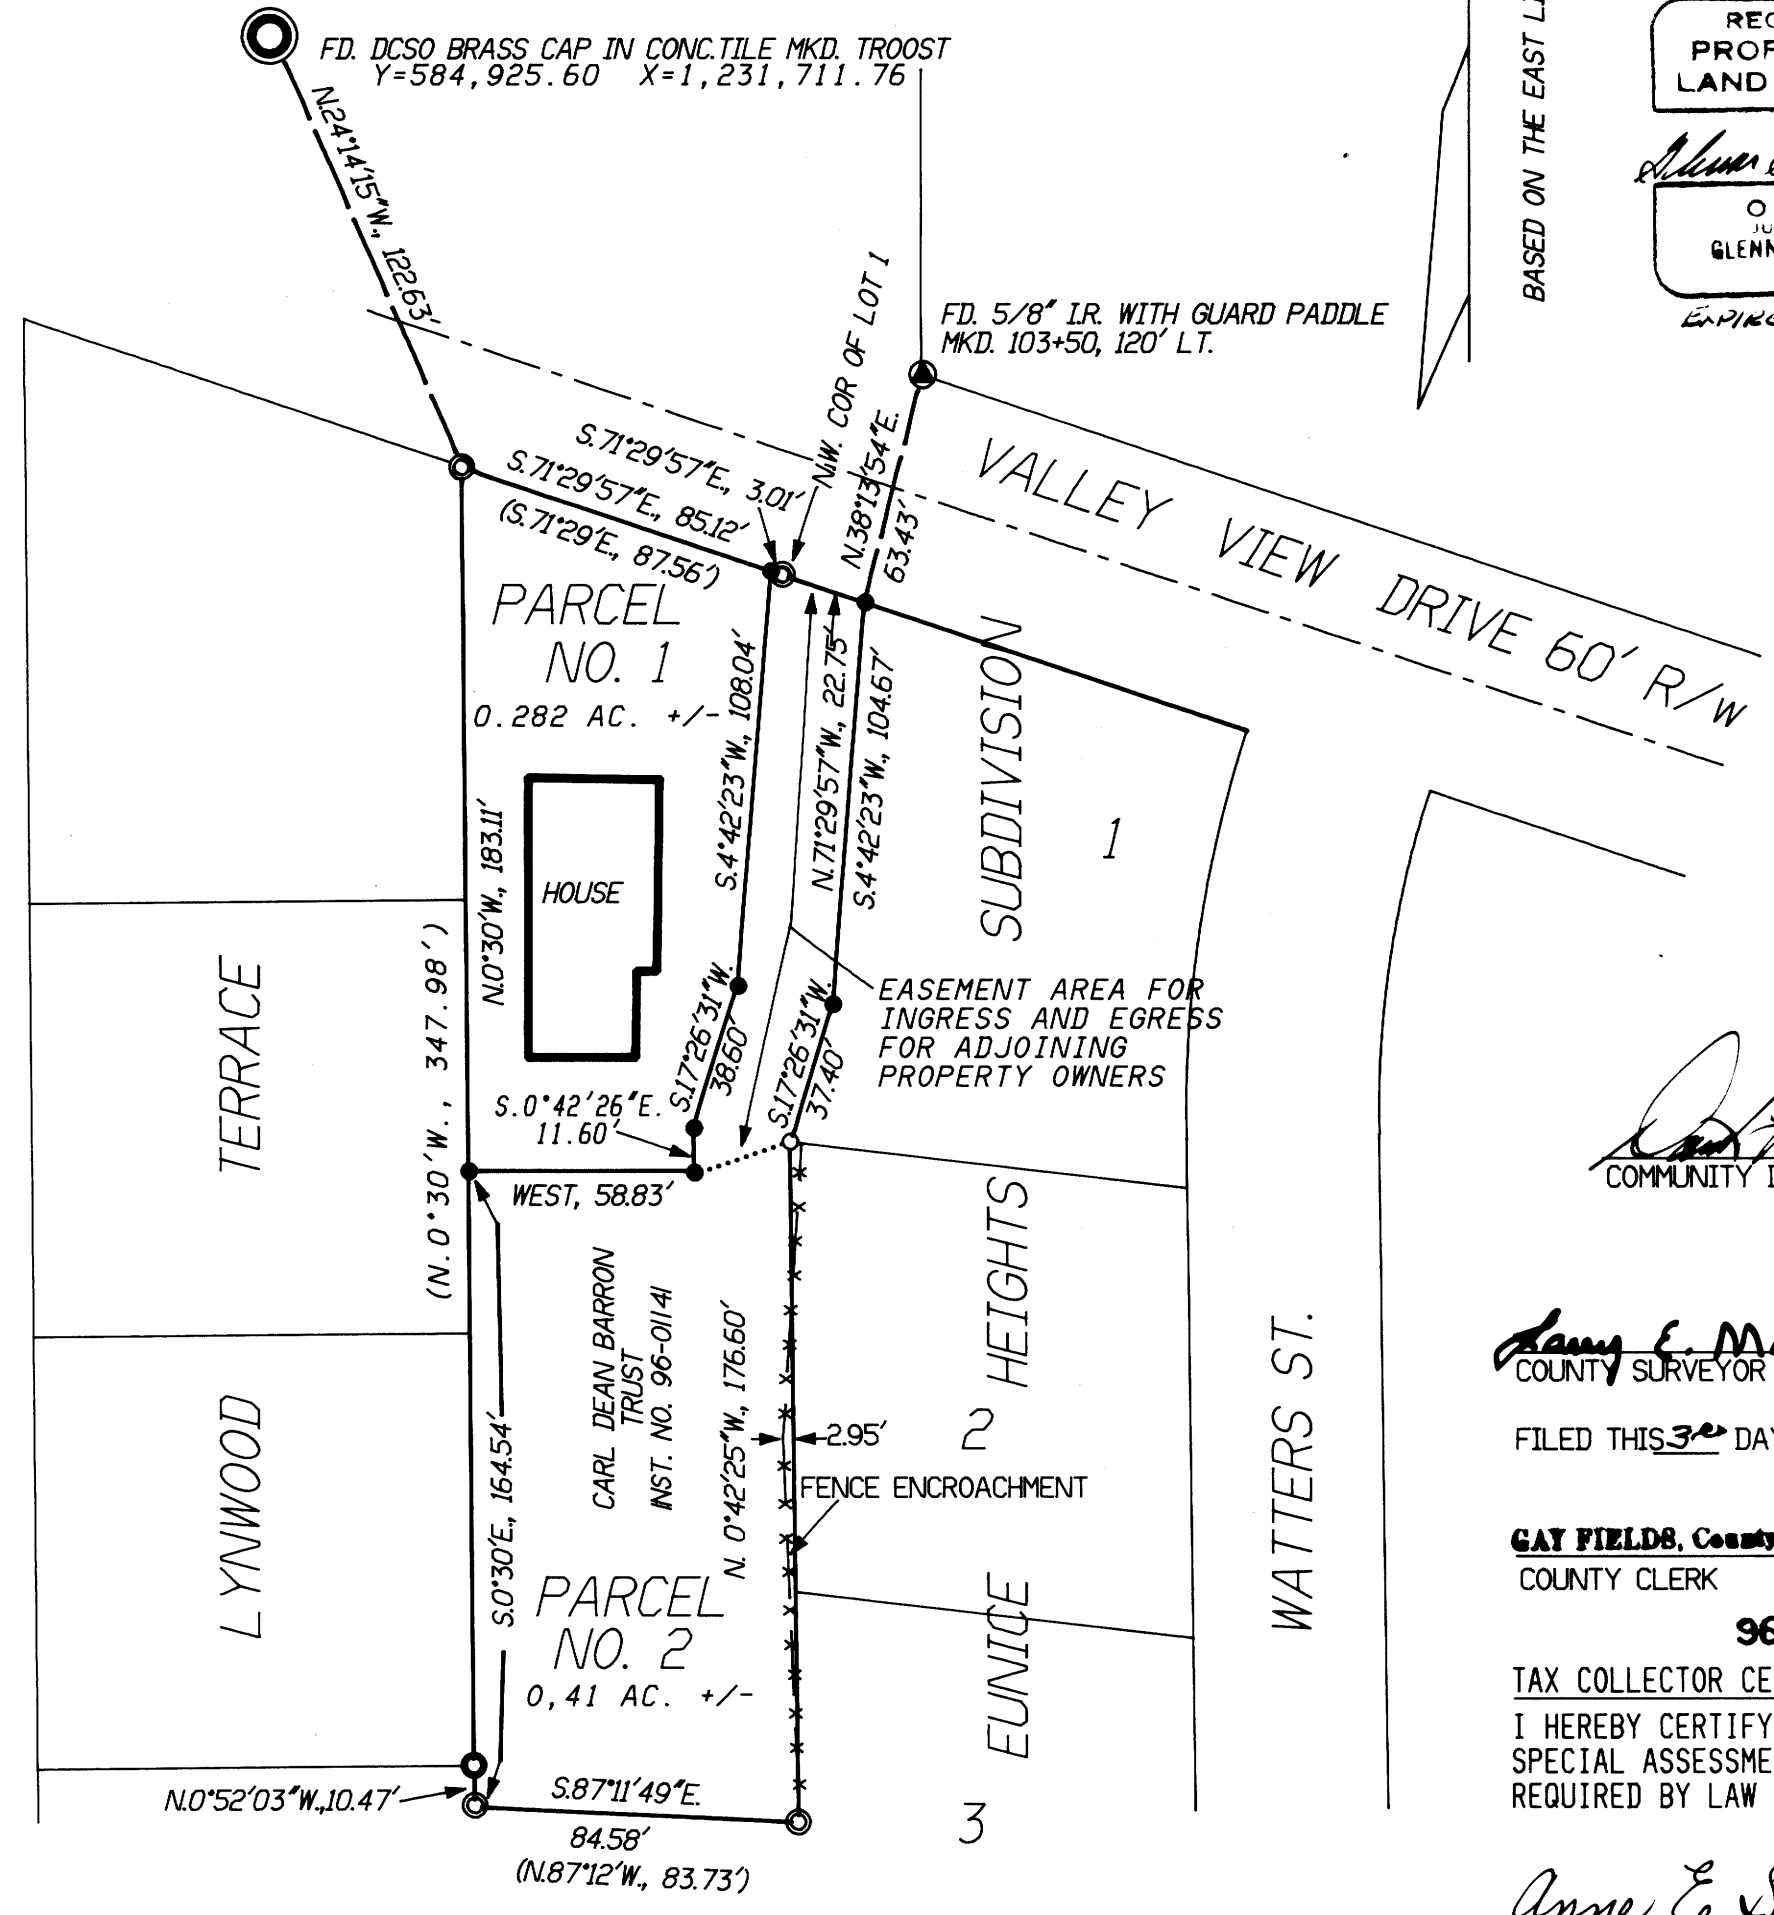 FD. DCSO BRASS CAP IN CONC.TILE MKD. TROOST
Y=584,925.60 X=1,231,711.76
N.24°14'15"W., 122.63'
BASED ON THE EAST
LAND
GLENN
FD. 5/8" I.R. WITH GUARD PADDLE
MKD. 103+50, 120' LT.
N.W. COR OF LOT 1
N.38°13'54"E.
63.43'
S.71°29'57"E., 3.01'
S.71°29'57"E., 85.12'
(S.71°29'E., 87.56')
VALLEY VIEW DRIVE 60' R/W
PARCEL
NO. 1
0.282 AC. +/-
S.4°42'23"W., 108.04'
N.71°29'57"W., 22.75'
S.4°42'23"W., 104.67'
HOUSE
N.0°30'W., 183.11'
(N.0°30'W., 347.98')
SUBDIVISION
1
EASEMENT AREA FOR
INGRESS AND EGRESS
FOR ADJOINING
PROPERTY OWNERS
S.17°26'31"W.
38.60'
S.17°26'31"W.
37.40'
S.0°42'26"E.
11.60'
WEST, 58.83'
TERRACE
LYNWOOD
CARL DEAN BARRON
TRUST
INST. NO. 96-01141
N. 0°42'25"W., 176.60'
S.0°30'E., 164.54'
2.95'
FENCE ENCROACHMENT
HEIGHTS
2
EUNICE
WATTERS ST.
PARCEL
NO. 2
0,41 AC. +/-
N.0°52'03"W.,10.47'
S.87°11'49"E.
84.58'
(N.87°12'W., 83.73')
3
COMMUNITY
Larry E.
COUNTY SURVEYOR
FILED THIS 3rd DAY
GAY FIELDS, County
COUNTY CLERK
96
TAX COLLECTOR
I HEREBY CERTIFY
SPECIAL
REQUIRED BY LAW
Anne E.